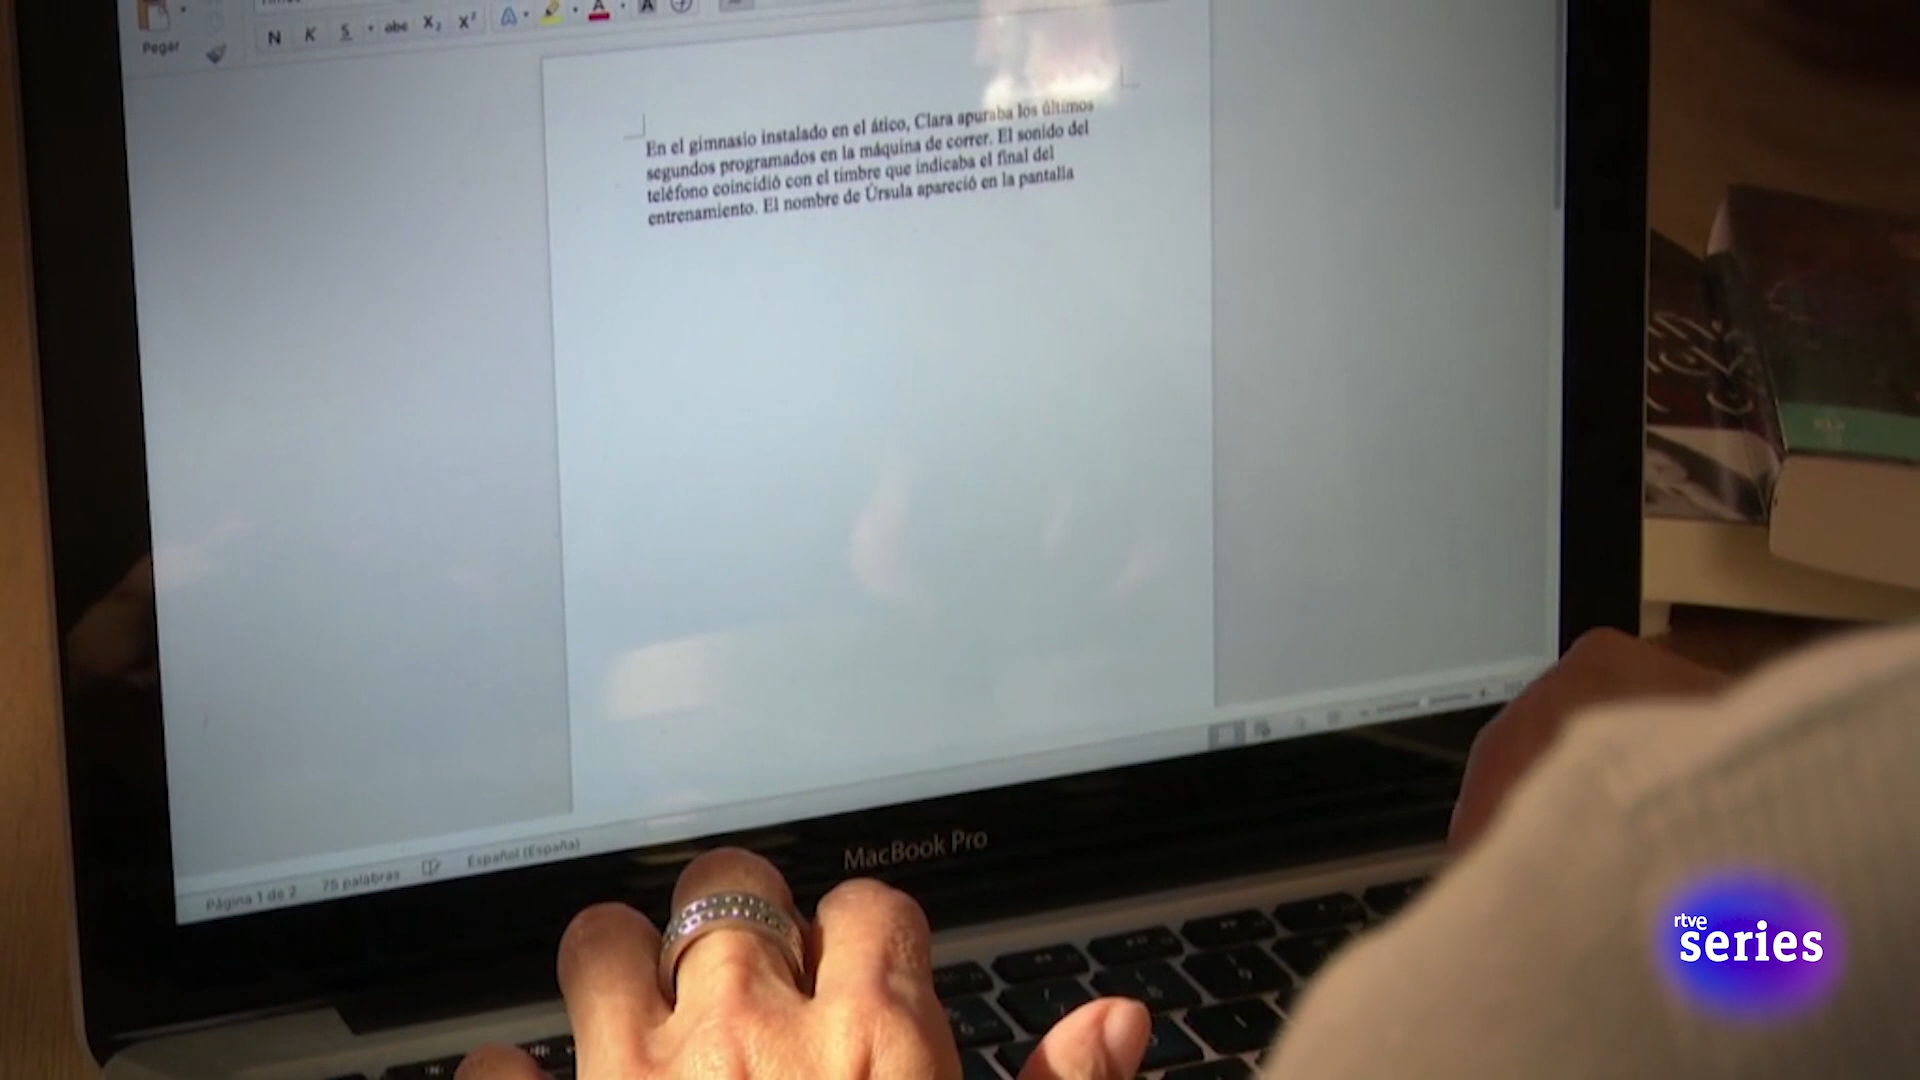 Pegar
N K S abc X₂ X² A A A
En el gimnasio instalado en el ático, Clara apuraba los últimos
segundos programados en la máquina de correr. El sonido del
teléfono coincidió con el timbre que indicaba el final del
entrenamiento. El nombre de Úrsula apareció en la pantalla
Página 1 de 2 75 palabras Español (España)
MacBook Pro
rtve
series